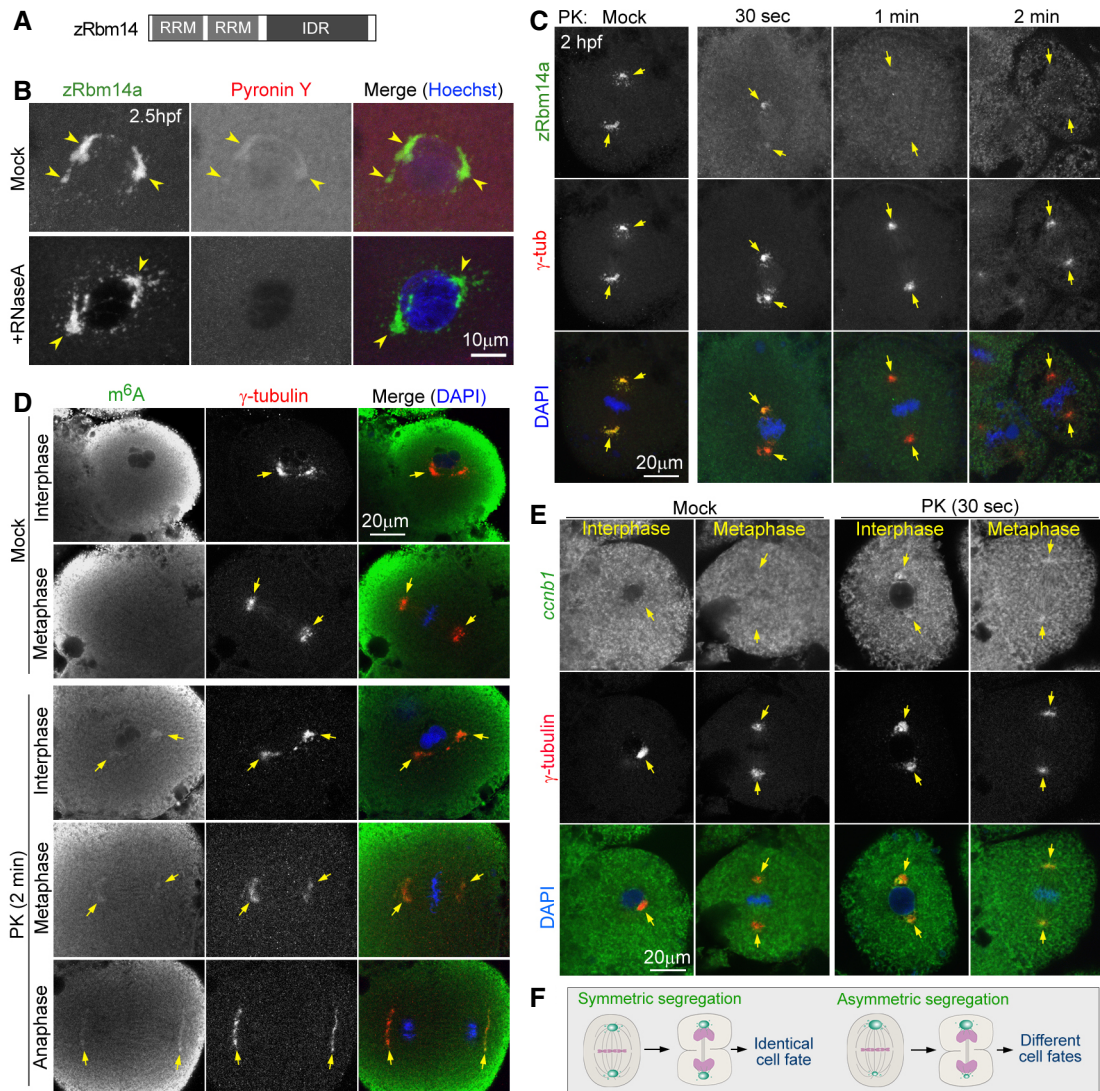 A
zRbm14
RRM
RRM
IDR
B
zRbm14a
Pyronin Y
Merge (Hoechst)
Mock
2.5hpf
+RNaseA
10μm
C
PK:
Mock
30 sec
1 min
2 min
2 hpf
zRbm14a
γ-tub
DAPI
20μm
D
m⁶A
γ-tubulin
Merge (DAPI)
Mock
Interphase
20μm
Metaphase
PK (2 min)
Interphase
Metaphase
Anaphase
E
Mock
PK (30 sec)
Interphase
Metaphase
Interphase
Metaphase
ccnb1
γ-tubulin
DAPI
20μm
F
Symmetric segregation
Identical
cell fate
Asymmetric segregation
Different
cell fates